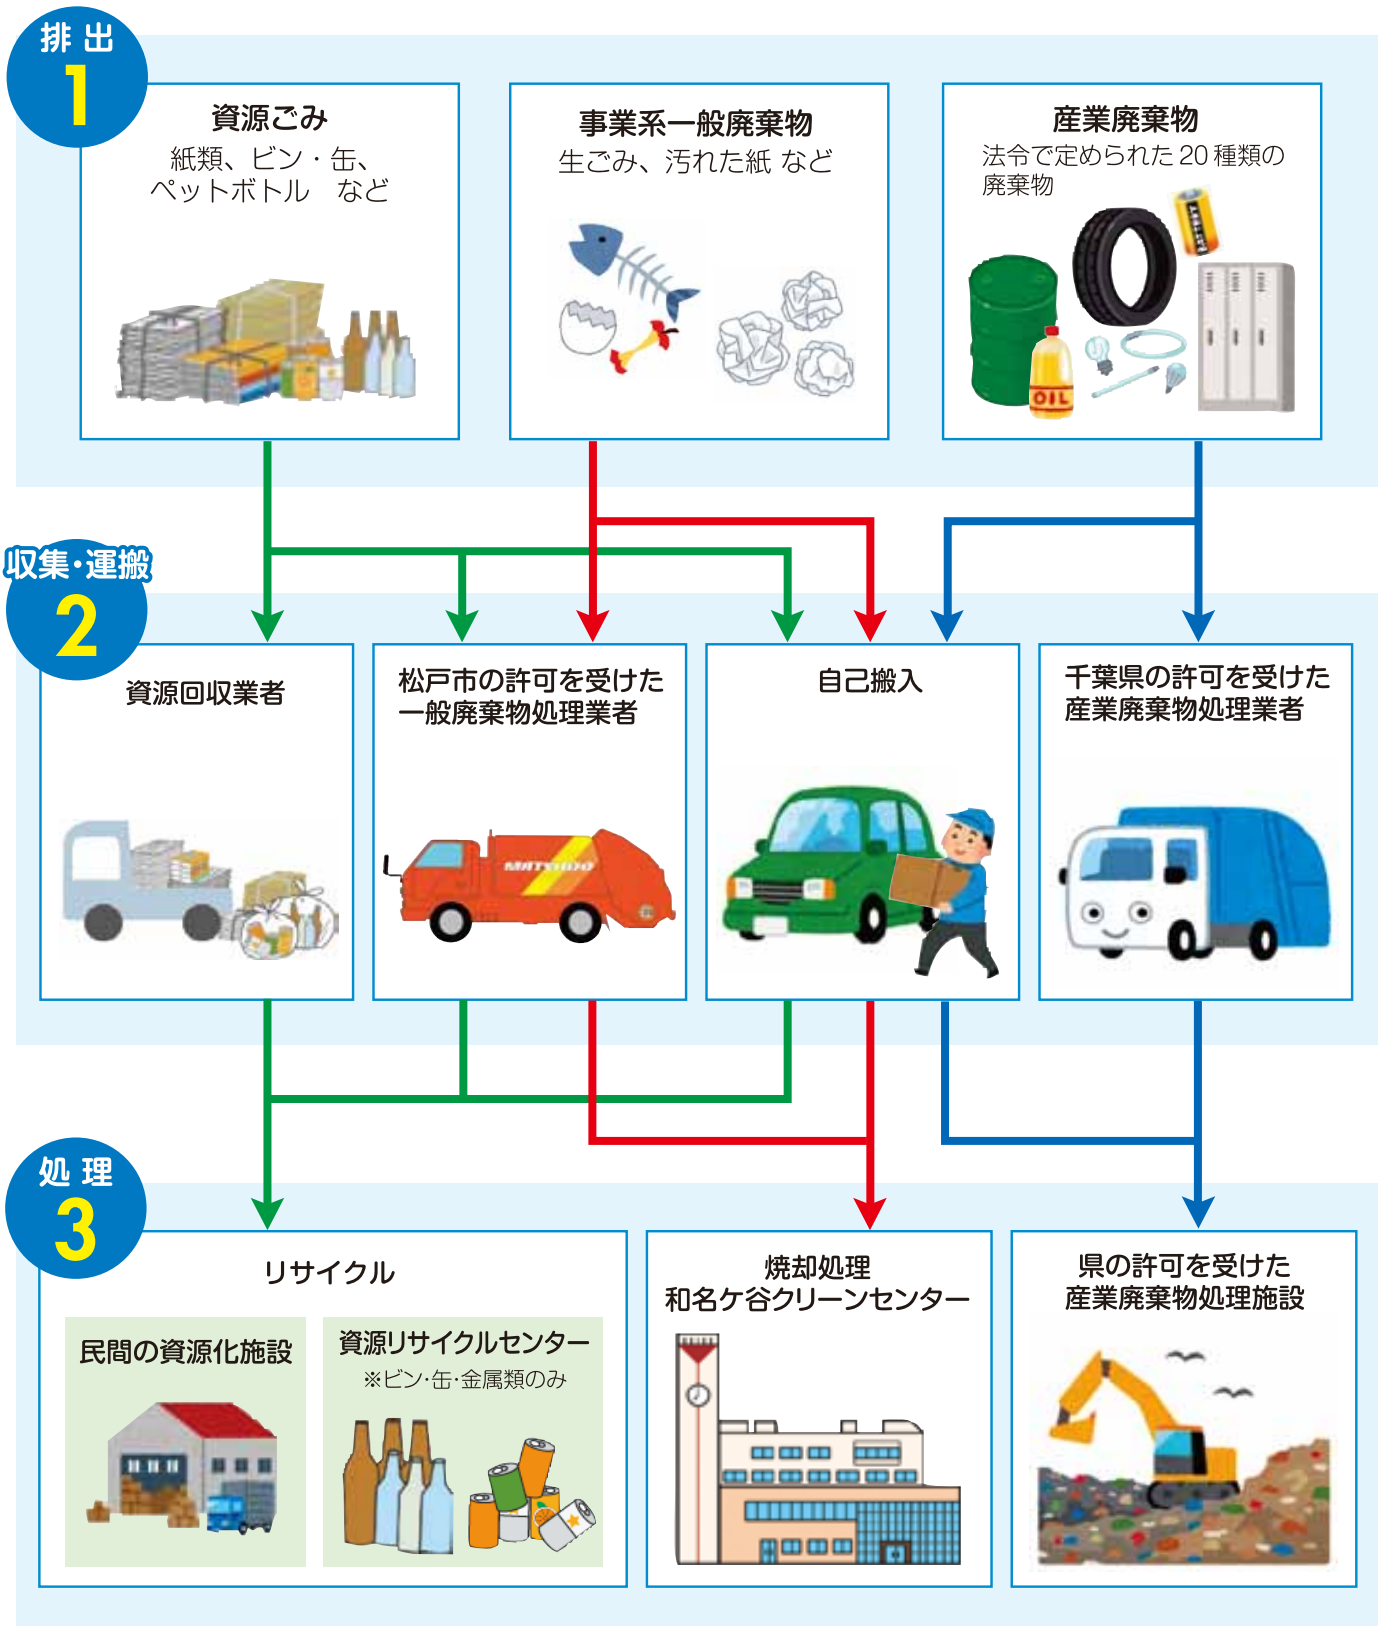 排出
1
資源ごみ
紙類、ビン・缶、
ペットボトル　など
事業系一般廃棄物
生ごみ、汚れた紙 など
産業廃棄物
法令で定められた 20 種類の
廃棄物
BATTERY
OIL
収集・運搬
2
資源回収業者
松戸市の許可を受けた
一般廃棄物処理業者
MATSUDO
自己搬入
千葉県の許可を受けた
産業廃棄物処理業者
処理
3
リサイクル
民間の資源化施設
資源リサイクルセンター
※ビン・缶・金属類のみ
焼却処理
和名ケ谷クリーンセンター
県の許可を受けた
産業廃棄物処理施設